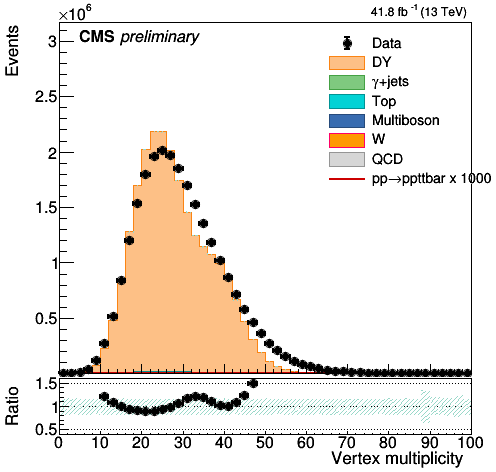 ×10⁶
41.8 fb⁻¹ (13 TeV)
CMS preliminary
Events
3
2.5
2
1.5
1
0.5
Data
DY
γ+jets
Top
Multiboson
W
QCD
pp→ppttbar x 1000
Ratio
1.5
1
0.5
0 10 20 30 40 50 60 70 80 90 100
Vertex multiplicity